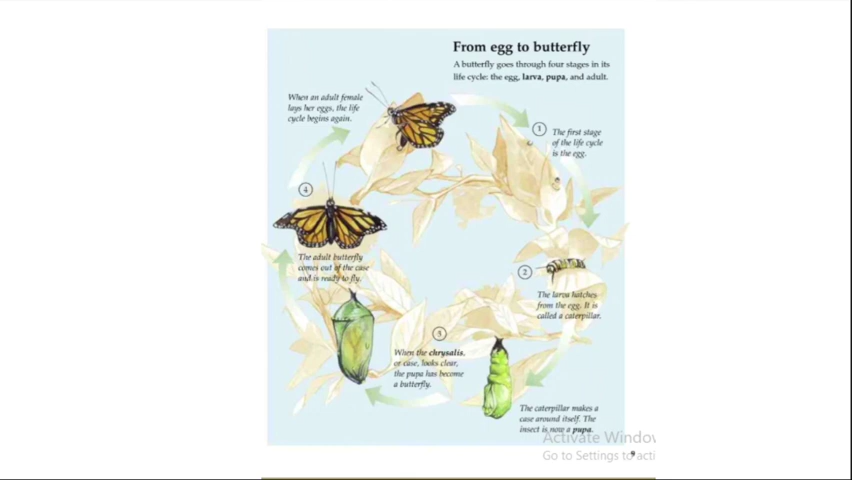 From egg to butterfly
A butterfly goes through four stages in its
life cycle: the egg, larva, pupa, and adult.
When an adult female
lays her eggs, the life
cycle begins again.
1
The first stage
of the life cycle
is the egg.
4
The adult butterfly
comes out of the case
and is ready to fly.
2
The larva hatches
from the egg. It is
called a caterpillar.
3
When the chrysalis,
or case, looks clear,
the pupa has become
a butterfly.
The caterpillar makes a
case around itself. The
insect is now a pupa.
Activate Window
Go to Settings to acti
9